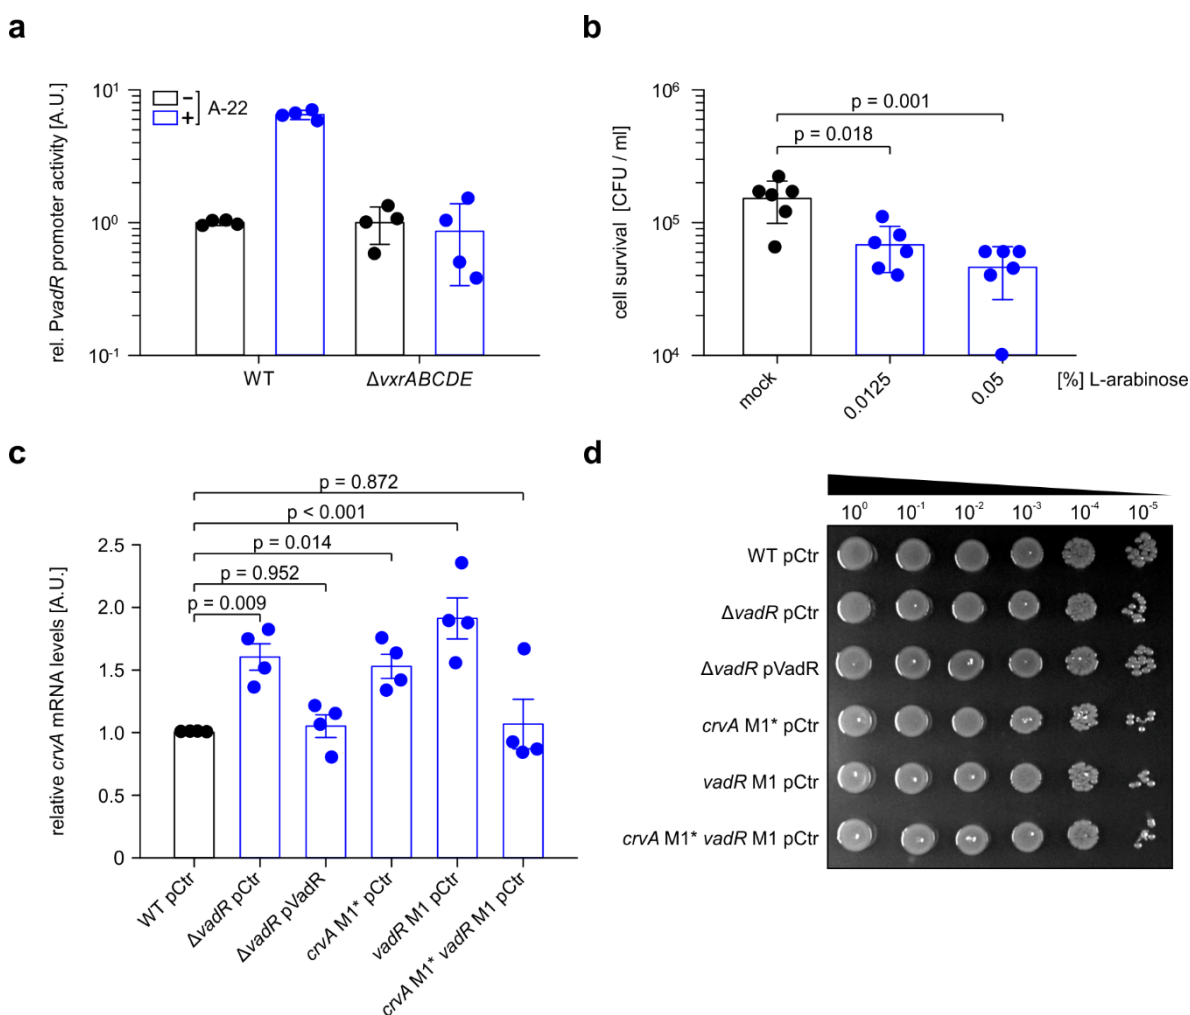 a
rel. PvadR promoter activity [A.U.]
10¹
10⁰
10⁻¹
−
+
A-22
WT
ΔvxrABCDE
b
cell survival [CFU / ml]
10⁶
10⁵
10⁴
p = 0.001
p = 0.018
mock
0.0125
0.05
[%] L-arabinose
c
relative crvA mRNA levels [A.U.]
2.5
2.0
1.5
1.0
0.5
0
p = 0.872
p < 0.001
p = 0.014
p = 0.952
p = 0.009
WT pCtr
ΔvadR pCtr
ΔvadR pVadR
crvA M1* pCtr
vadR M1 pCtr
crvA M1* vadR M1 pCtr
d
10⁰ 10⁻¹ 10⁻² 10⁻³ 10⁻⁴ 10⁻⁵
WT pCtr
ΔvadR pCtr
ΔvadR pVadR
crvA M1* pCtr
vadR M1 pCtr
crvA M1* vadR M1 pCtr